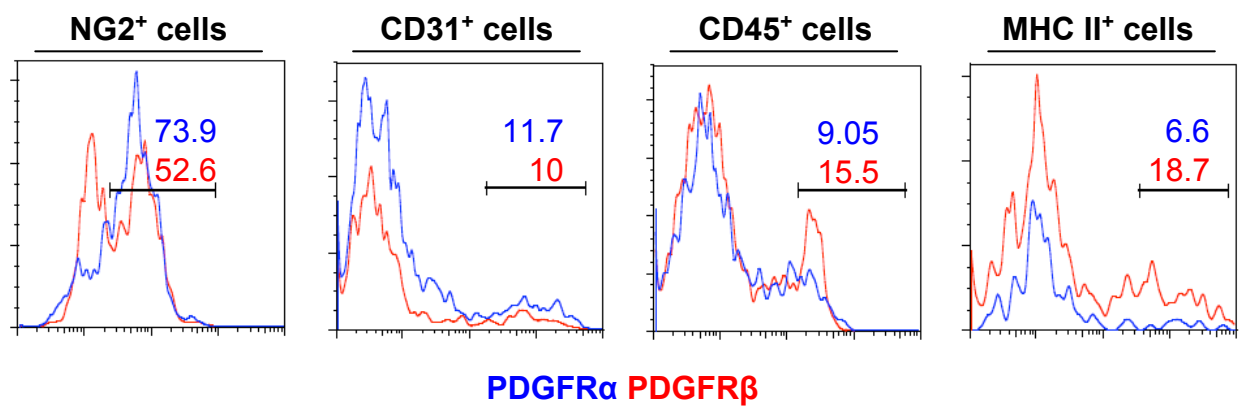 NG2⁺ cells
CD31⁺ cells
CD45⁺ cells
MHC II⁺ cells
73.9
52.6
11.7
10
9.05
15.5
6.6
18.7
PDGFRα PDGFRβ